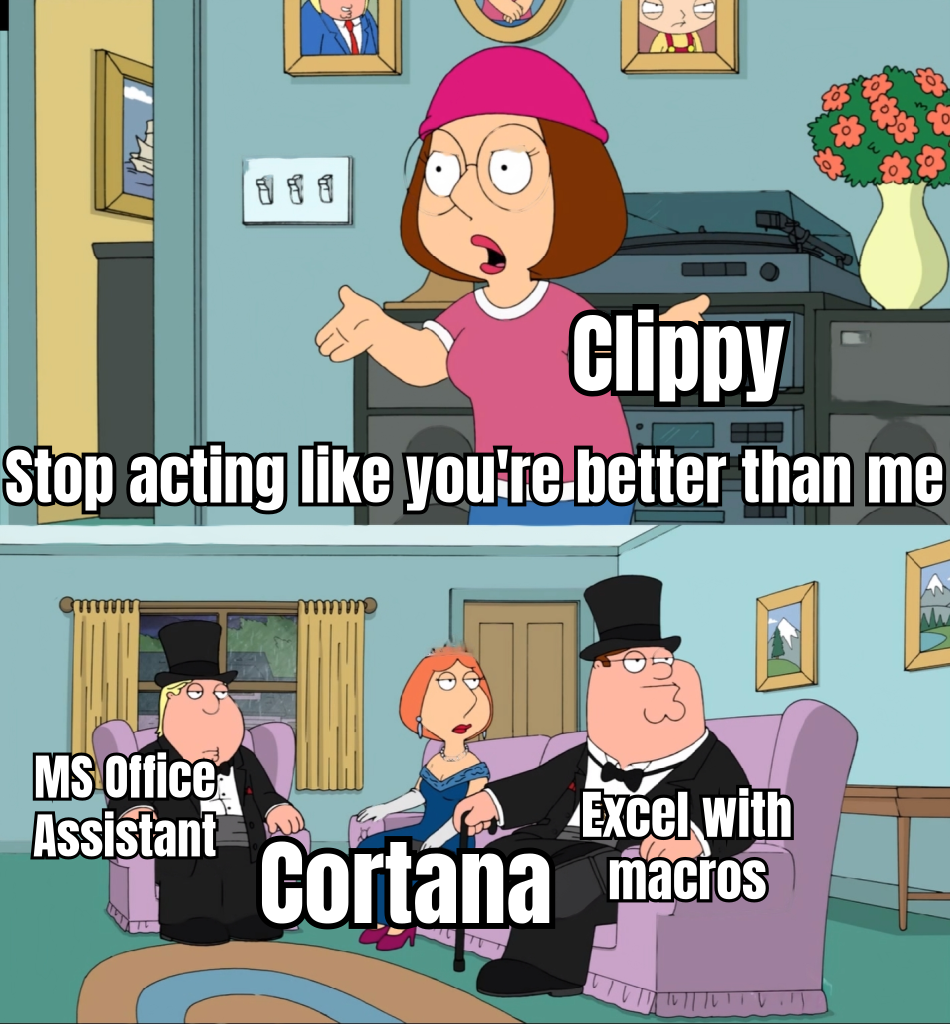 Clippy
Stop acting like you're better than me
MS Office
Assistant
Cortana
Excel with
macros